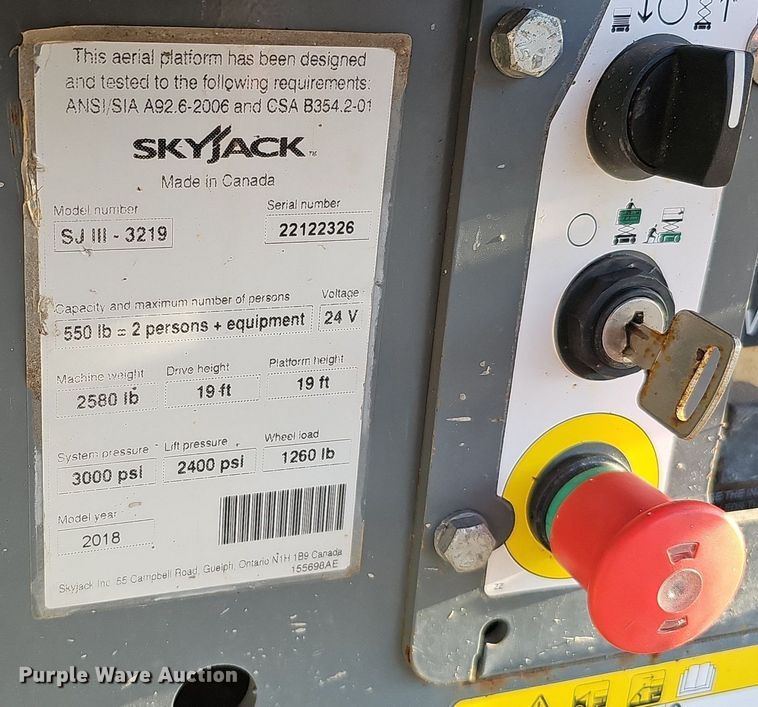 This aerial platform has been designed
and tested to the following requirements:
ANSI/SIA A92.6-2006 and CSA B354.2-01
SKYJACK
Made in Canada
Model number
Serial number
SJ III - 3219
22122326
Capacity and maximum number of persons
Voltage
550 lb = 2 persons + equipment
24 V
Machine weight
Drive height
Platform height
2580 lb
19 ft
19 ft
System pressure
Lift pressure
Wheel load
3000 psi
2400 psi
1260 lb
Model year
2018
Skyjack Inc. 55 Campbell Road, Guelph, Ontario N1H 1B9 Canada
155698AE
Purple Wave Auction